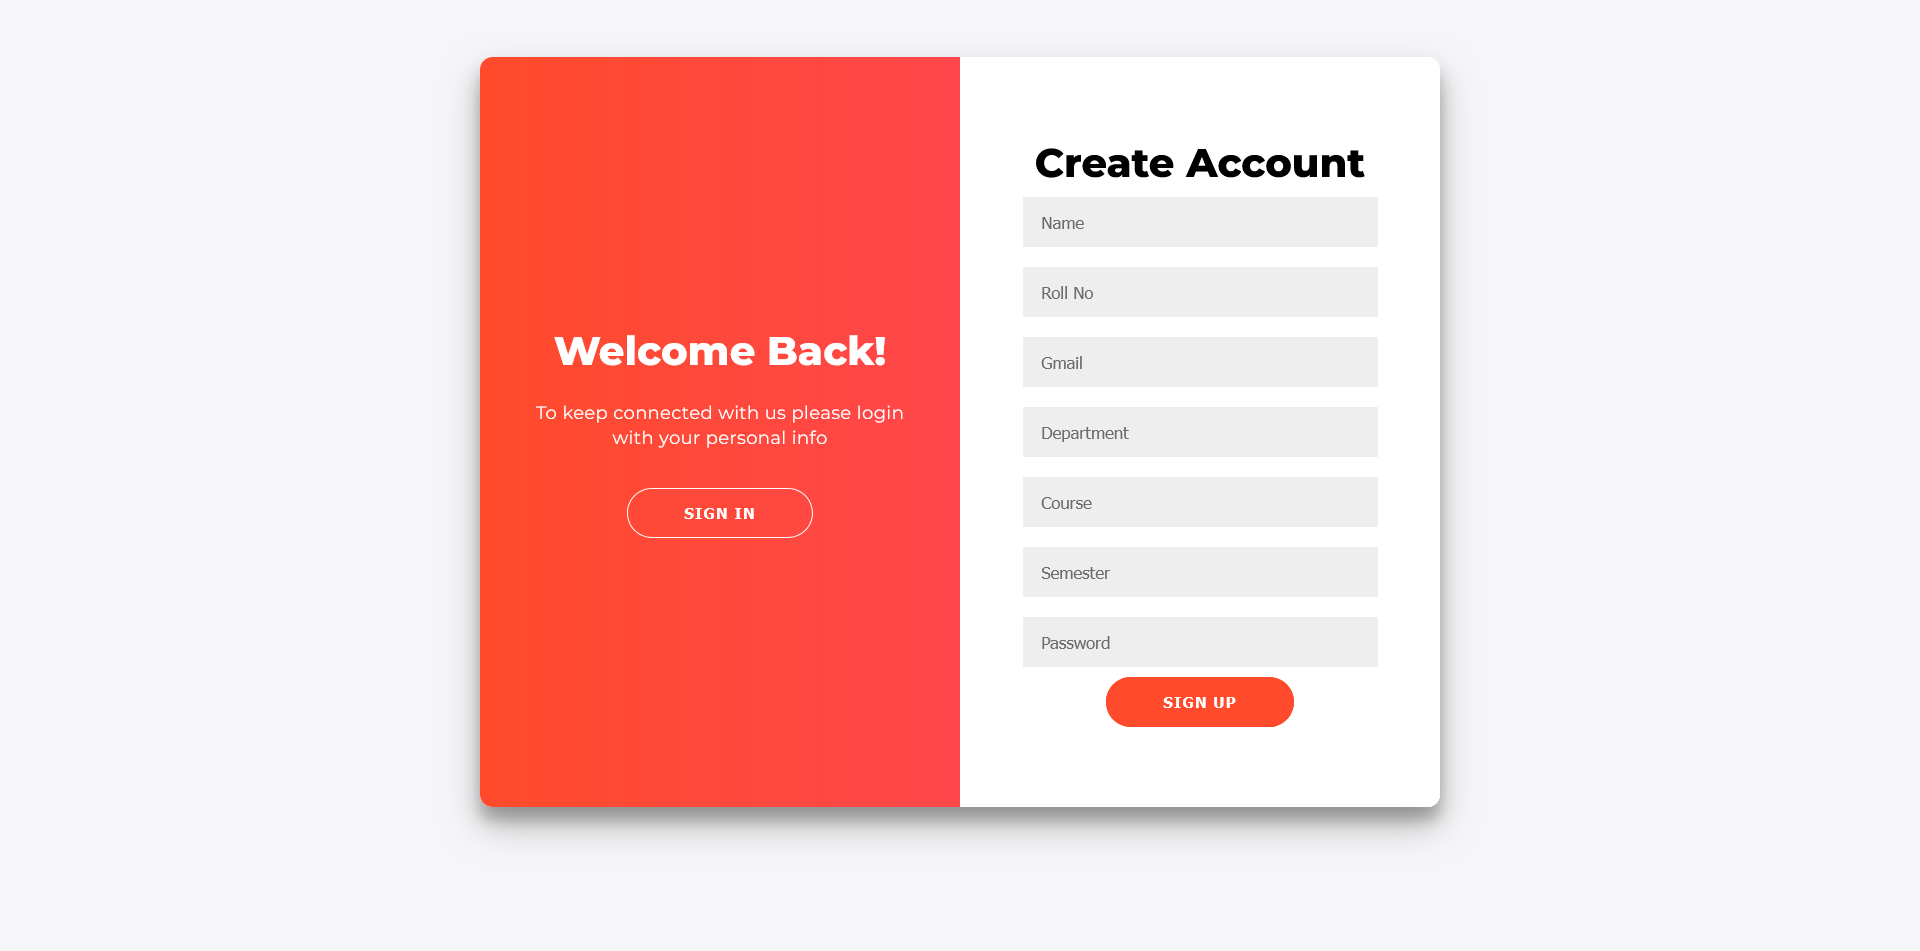 Welcome Back!
To keep connected with us please login
with your personal info
SIGN IN
Create Account
Name
Roll No
Gmail
Department
Course
Semester
Password
SIGN UP